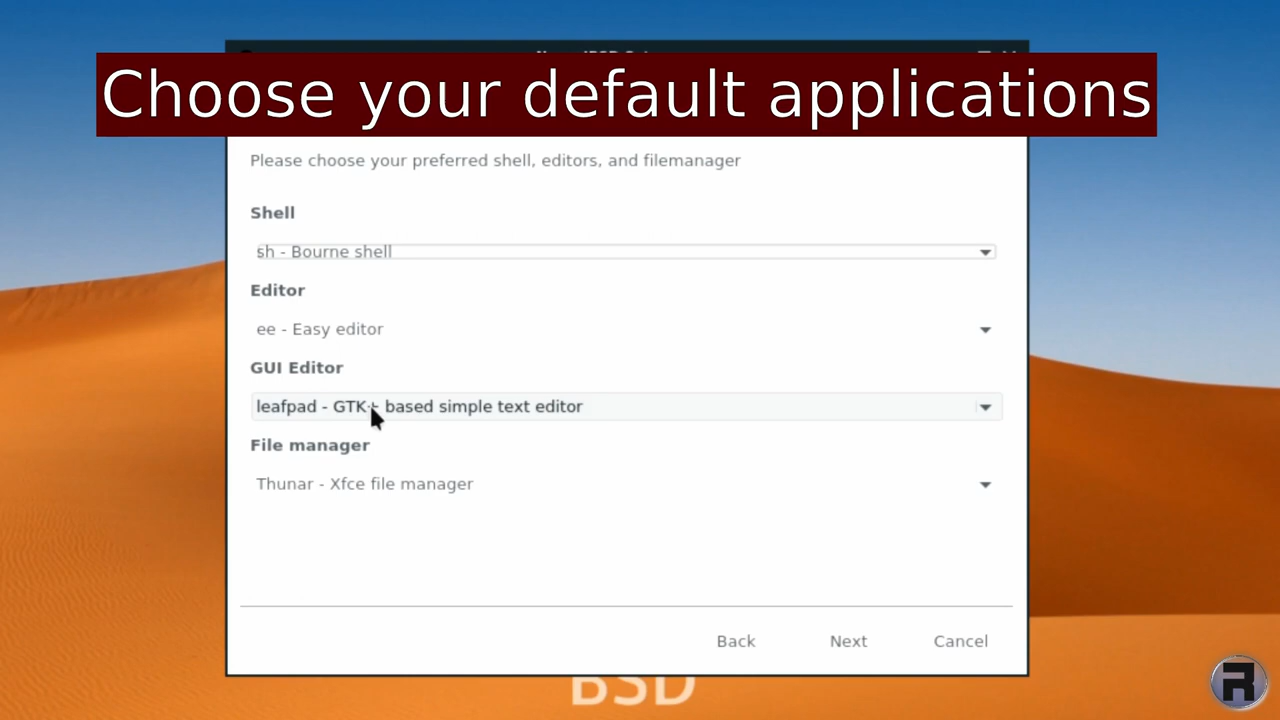 Choose your default applications
Please choose your preferred shell, editors, and filemanager
Shell
sh - Bourne shell
Editor
ee - Easy editor
GUI Editor
leafpad - GTK+ based simple text editor
File manager
Thunar - Xfce file manager
Back Next Cancel
BSD
R